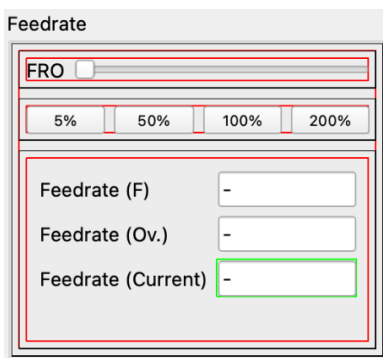 Feedrate
FRO
5% 50% 100% 200%
Feedrate (F) -
Feedrate (Ov.) -
Feedrate (Current) -